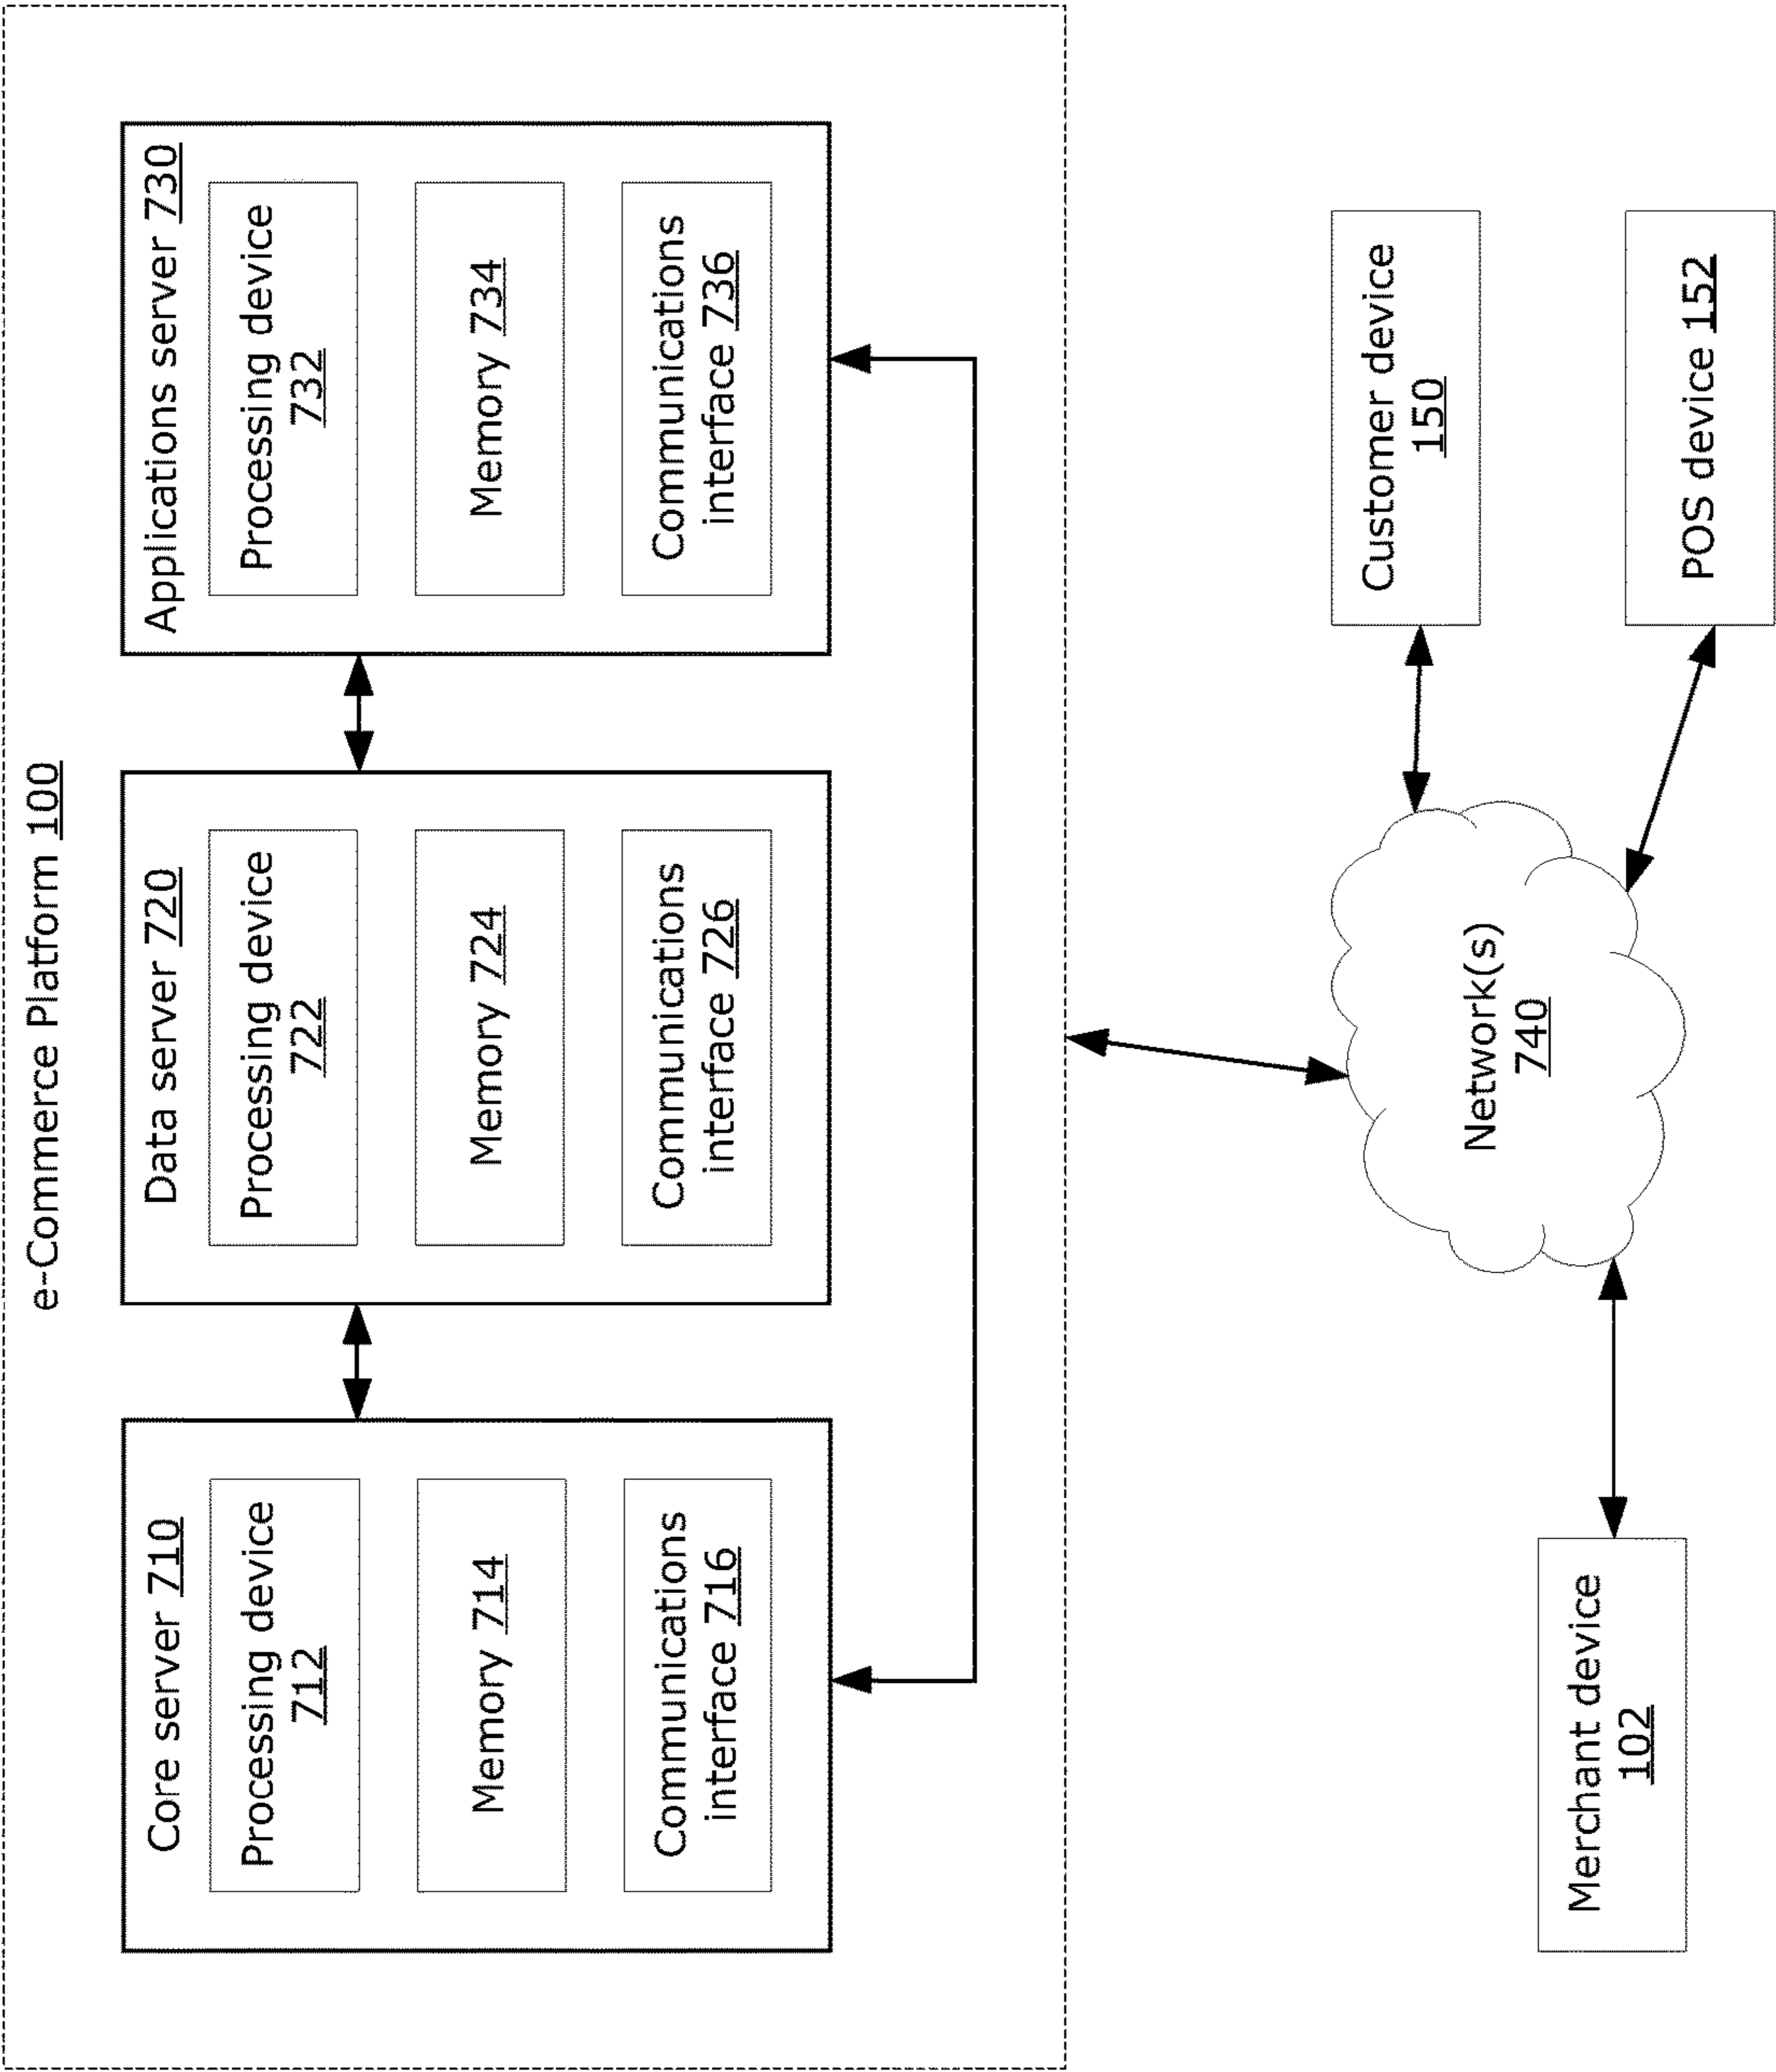 e-Commerce Platform 100
Core server 710
Processing device
712
Memory 714
Communications
interface 716
Data server 720
Processing device
722
Memory 724
Communications
interface 726
Applications server 730
Processing device
732
Memory 734
Communications
interface 736
Merchant device
102
Network(s)
740
Customer device
150
POS device 152